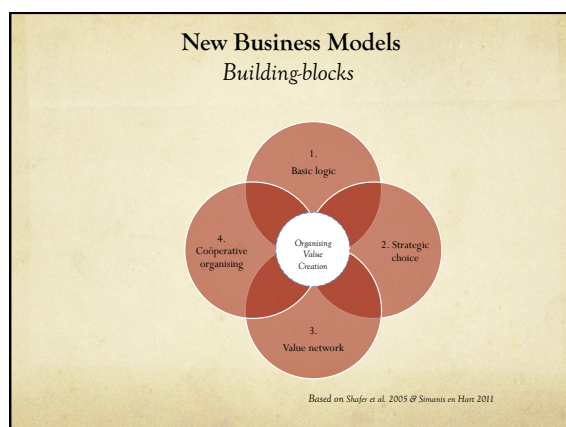 New Business Models
Building-blocks
1.
Basic logic
4.
Coöperative
organising
Organising
Value
Creation
2. Strategic
choice
3.
Value network
Based on Shafer et al. 2005 & Simanis en Hart 2011